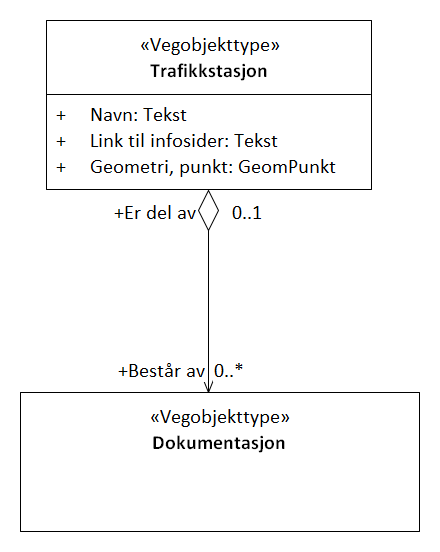 «Vegobjekttype»
Trafikkstasjon
+ Navn: Tekst
+ Link til infosider: Tekst
+ Geometri, punkt: GeomPunkt
+Er del av 0..1
+Består av 0..*
«Vegobjekttype»
Dokumentasjon